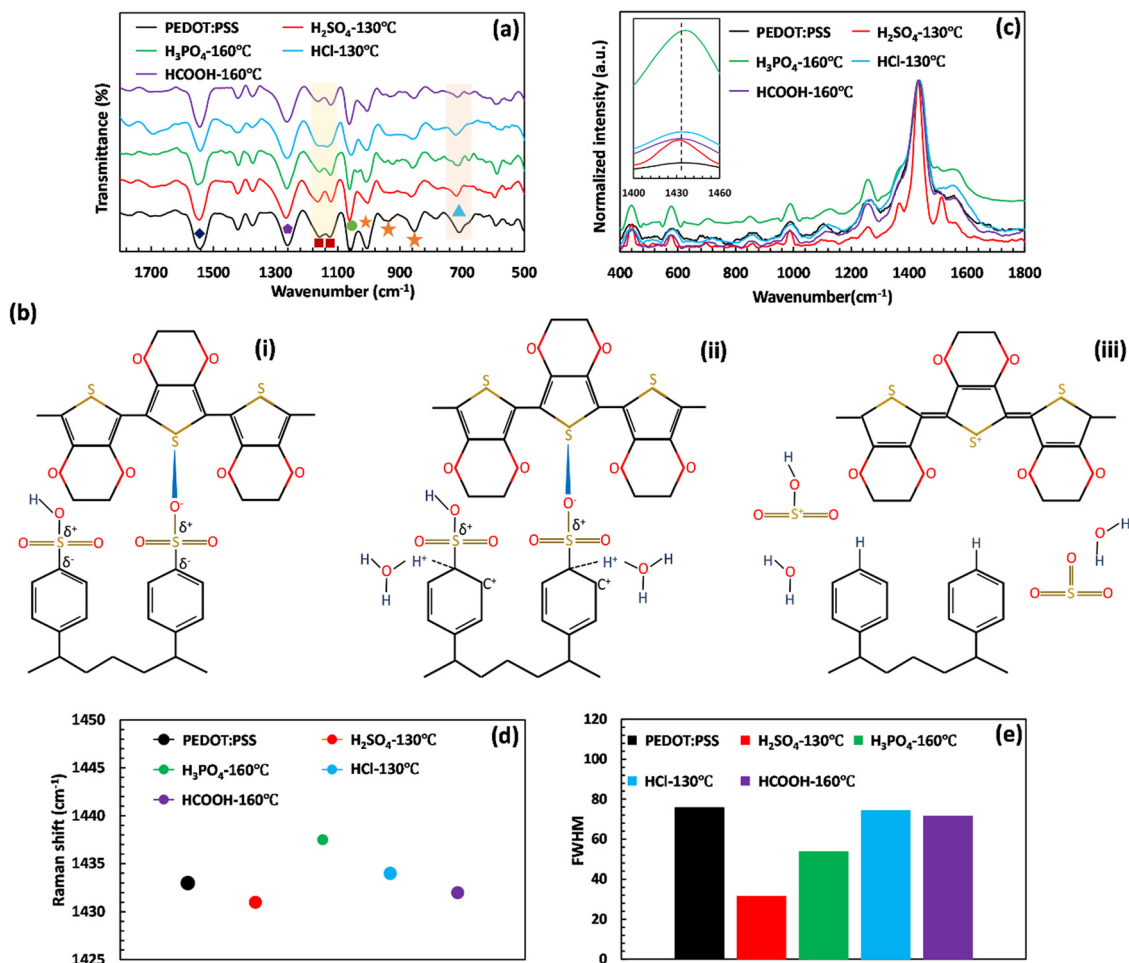 (a)
PEDOT:PSS
H₂SO₄-130℃
H₃PO₄-160℃
HCl-130℃
HCOOH-160℃
Transmittance (%)
1700 1500 1300 1100 900 700 500
Wavenumber (cm⁻¹)
(c)
PEDOT:PSS
H₂SO₄-130℃
H₃PO₄-160℃
HCl-130℃
HCOOH-160℃
1400 1430 1460
Normalized intensity (a.u.)
400 600 800 1000 1200 1400 1600 1800
Wavenumber(cm⁻¹)
(b)
(i)
S S S
O O O O O O
H O O⁻
δ⁺ δ⁺
O S O O S O
δ⁻ δ⁻
(ii)
S S S
O O O O O O
H O O⁻
δ⁺ δ⁺
O S O O S O
H H⁺ H⁺ H
O C⁺ C⁺ O
H H
(iii)
S S⁺ S
O O O O O O
H
O
O S⁺ O
H H
O
H
H H
O
H
O
H
O S O
(d)
PEDOT:PSS
H₂SO₄-130℃
H₃PO₄-160℃
HCl-130℃
HCOOH-160℃
Raman shift (cm⁻¹)
1450
1445
1440
1435
1430
1425
(e)
PEDOT:PSS
H₂SO₄-130℃
H₃PO₄-160℃
HCl-130℃
HCOOH-160℃
FWHM
120
100
80
60
40
20
0